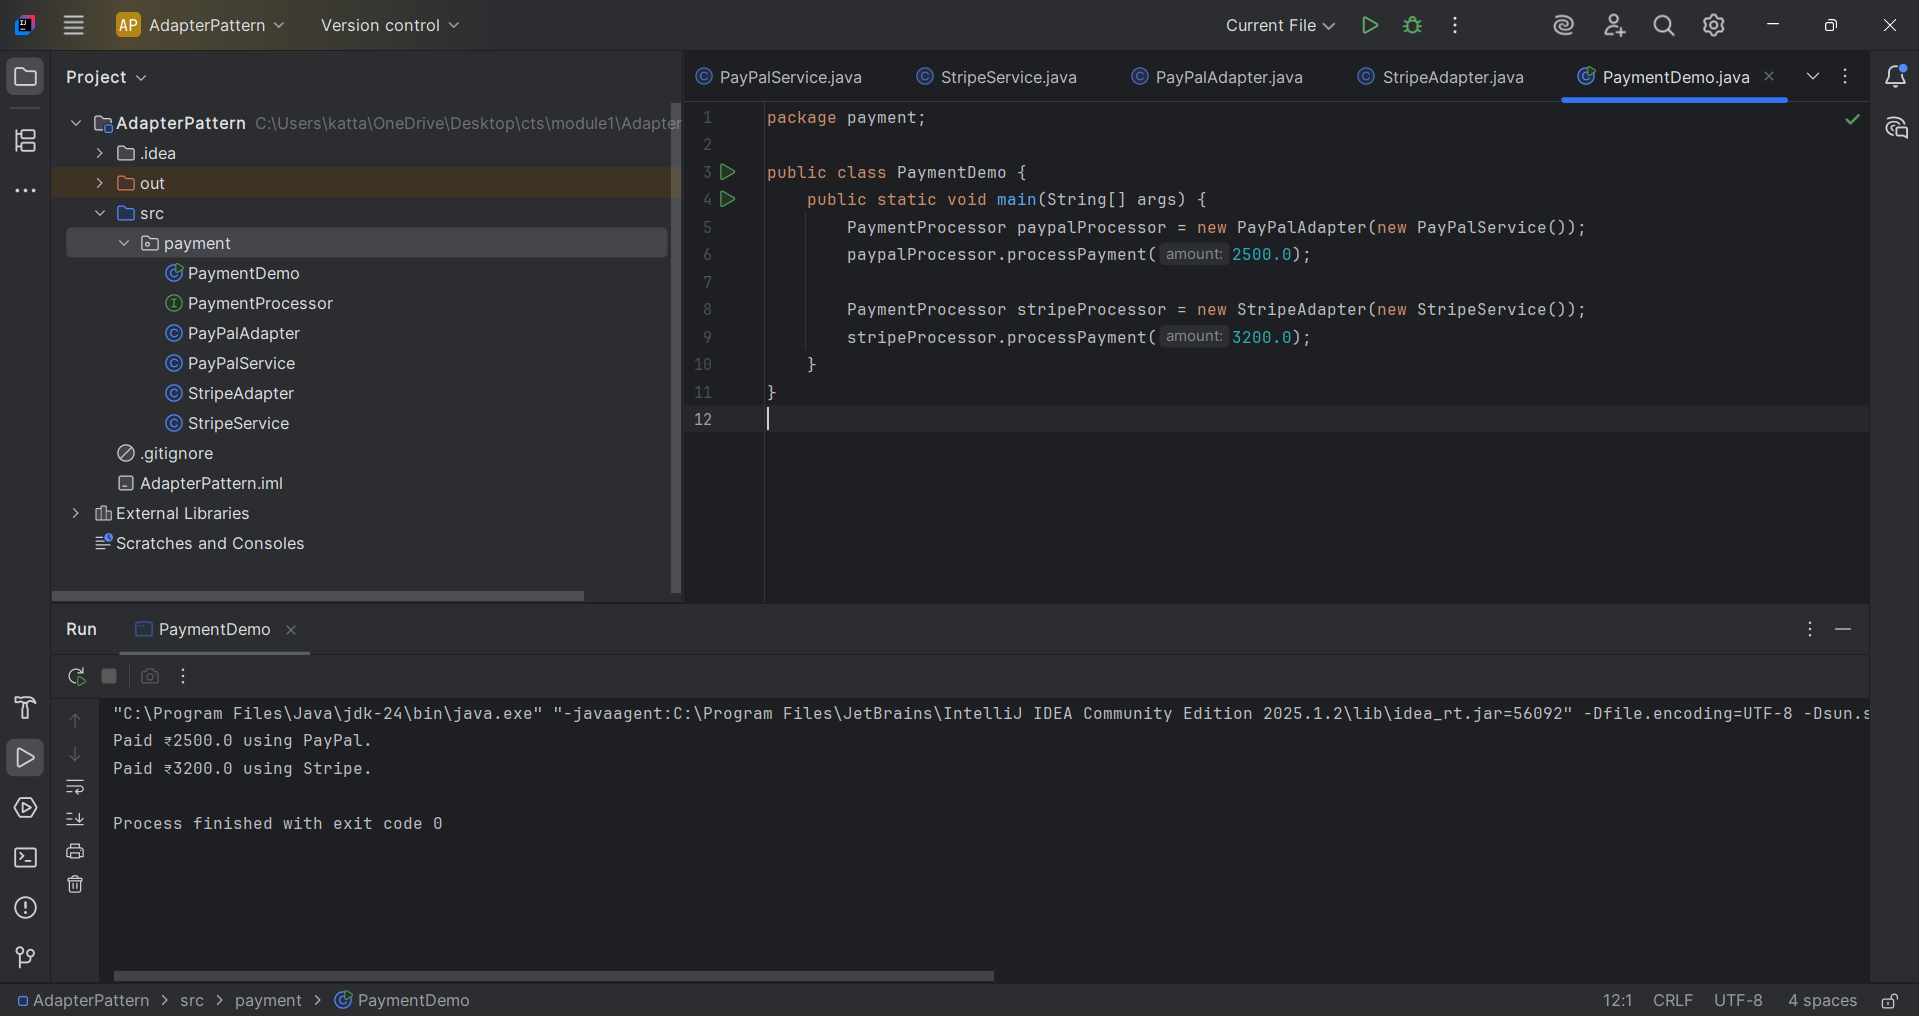 AP AdapterPattern Version control Current File
Project
AdapterPattern C:\Users\katta\OneDrive\Desktop\cts\module1\Adapter
.idea
out
src
payment
PaymentDemo
PaymentProcessor
PayPalAdapter
PayPalService
StripeAdapter
StripeService
.gitignore
AdapterPattern.iml
External Libraries
Scratches and Consoles
PayPalService.java StripeService.java PayPalAdapter.java StripeAdapter.java PaymentDemo.java
1 package payment;
2
3 public class PaymentDemo {
4 public static void main(String[] args) {
5 PaymentProcessor paypalProcessor = new PayPalAdapter(new PayPalService());
6 paypalProcessor.processPayment( amount: 2500.0);
7
8 PaymentProcessor stripeProcessor = new StripeAdapter(new StripeService());
9 stripeProcessor.processPayment( amount: 3200.0);
10 }
11 }
12
Run PaymentDemo
"C:\Program Files\Java\jdk-24\bin\java.exe" "-javaagent:C:\Program Files\JetBrains\IntelliJ IDEA Community Edition 2025.1.2\lib\idea_rt.jar=56092" -Dfile.encoding=UTF-8 -Dsun.s
Paid ₹2500.0 using PayPal.
Paid ₹3200.0 using Stripe.
Process finished with exit code 0
AdapterPattern > src > payment > PaymentDemo 12:1 CRLF UTF-8 4 spaces